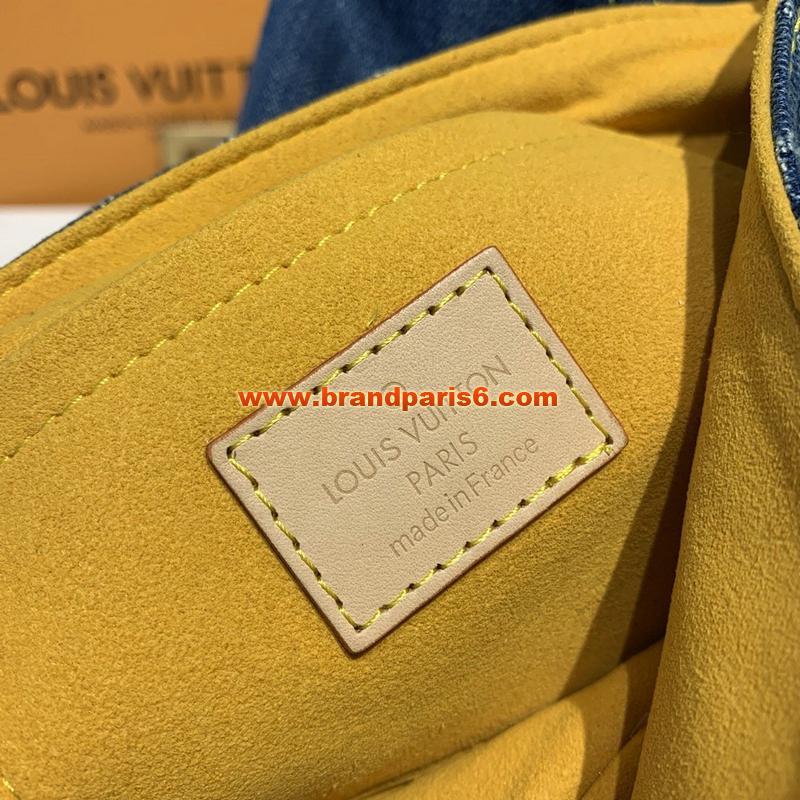 LOUIS VUITT
www.brandparis6.com
LOUIS VUITTON
PARIS
made in France